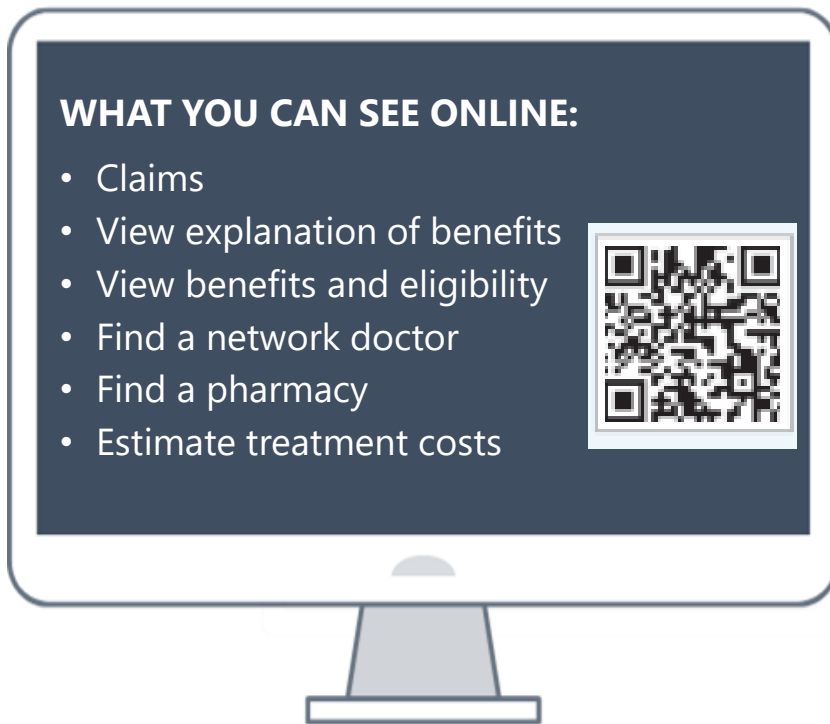 WHAT YOU CAN SEE ONLINE:
• Claims
• View explanation of benefits
• View benefits and eligibility
• Find a network doctor
• Find a pharmacy
• Estimate treatment costs